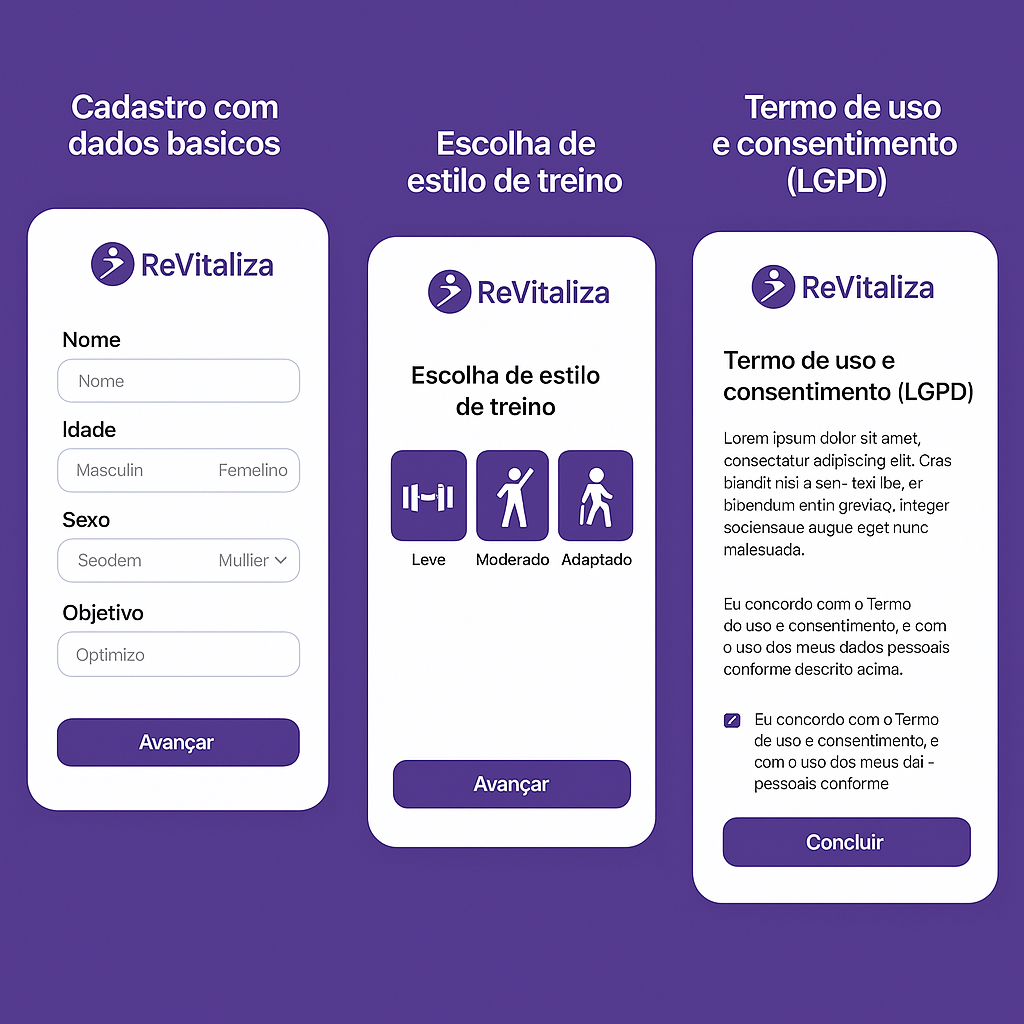 Cadastro com
dados basicos
ReVitaliza
Nome
Nome
Idade
Masculin Femelino
Sexo
Seodem Mullier
Objetivo
Optimizo
Avançar
Escolha de
estilo de treino
ReVitaliza
Escolha de estilo
de treino
Leve Moderado Adaptado
Avançar
Termo de uso
e consentimento
(LGPD)
ReVitaliza
Termo de uso e
consentimento (LGPD)
Lorem ipsum dolor sit amet,
consectatur adipiscing elit. Cras
biandit nisi a sen- texi lbe, er
bibendum entin greviaq, integer
sociensaue augue eget nunc
malesuada.
Eu concordo com o Termo
do uso e consentimento, e com
o uso dos meus dados pessoais
conforme descrito acima.
Eu concordo com o Termo
de uso e consentimento, e
com o uso dos meus dai -
pessoais conforme
Concluir